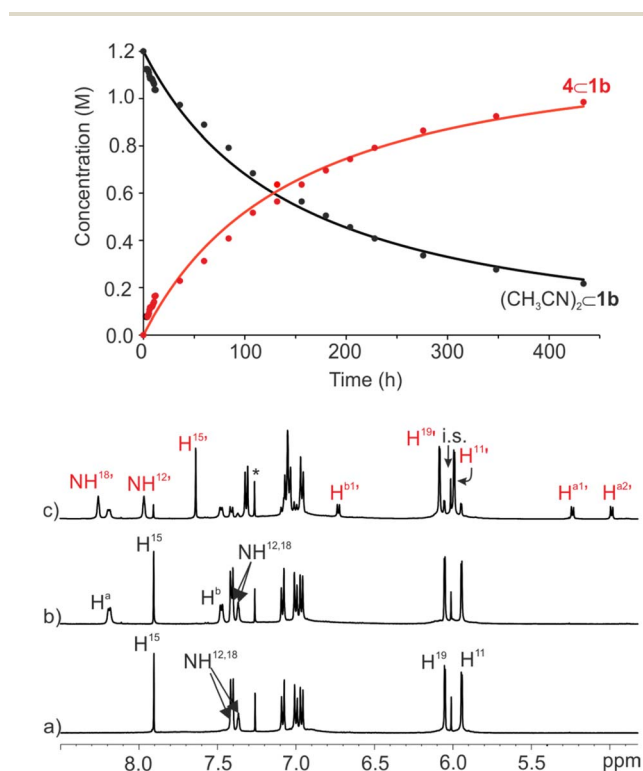 1.2
1.0
0.8
0.6
0.4
0.2
0.0
Concentration (M)
4⊂1b
(CH₃CN)₂⊂1b
0 100 200 300 400
Time (h)
H¹⁹' i.s. H¹¹'
NH¹⁸' NH¹²' H¹⁵' * Hᵇ¹' Hᵃ¹' Hᵃ²'
c)
H¹⁵ NH¹²,¹⁸
Hᵃ Hᵇ
b)
H¹⁵ NH¹²,¹⁸ H¹⁹ H¹¹
a)
8.0 7.5 7.0 6.5 6.0 5.5 ppm